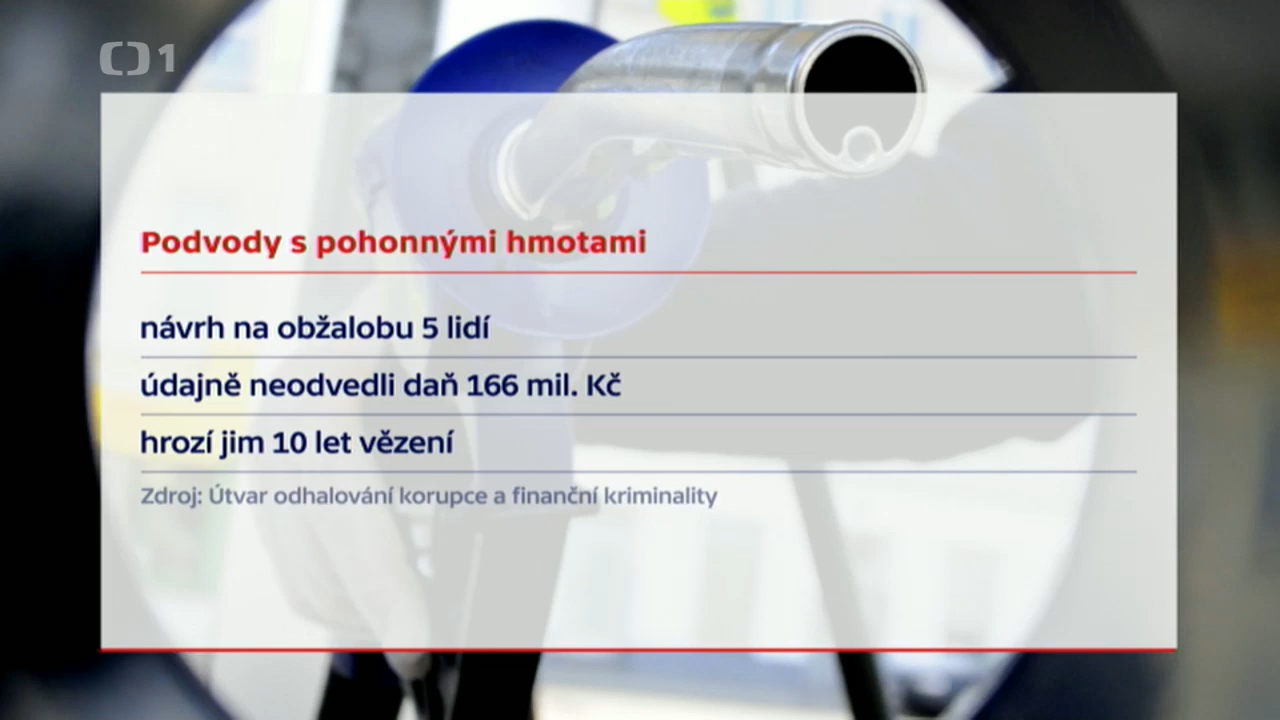 1
Podvody s pohonnými hmotami
návrh na obžalobu 5 lidí
údajně neodvedli daň 166 mil. Kč
hrozí jim 10 let vězení
Zdroj: Útvar odhalování korupce a finanční kriminality